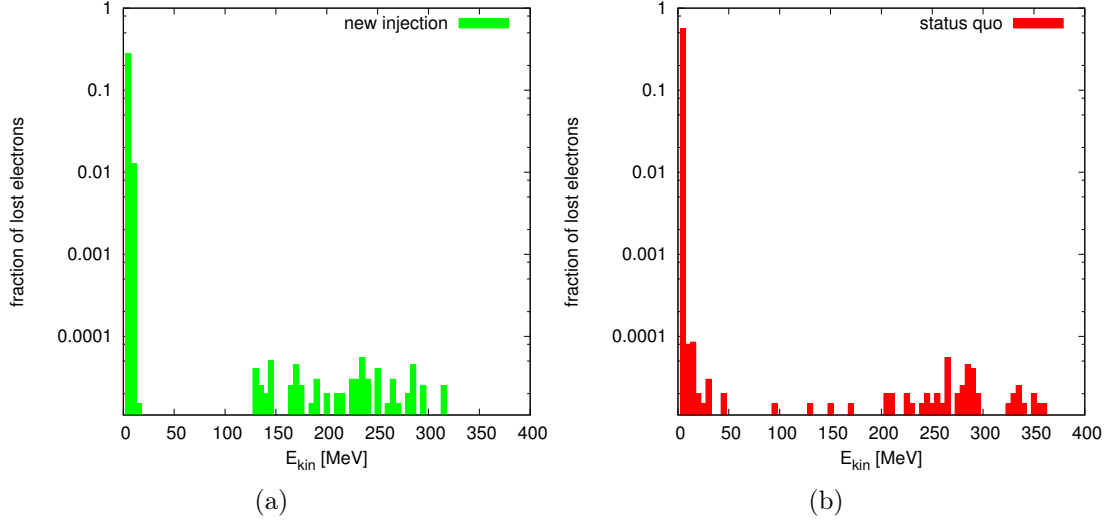 new injection
1
0.1
0.01
0.001
0.0001
fraction of lost electrons
0 50 100 150 200 250 300 350 400
E_kin [MeV]
(a)
status quo
1
0.1
0.01
0.001
0.0001
fraction of lost electrons
0 50 100 150 200 250 300 350 400
E_kin [MeV]
(b)